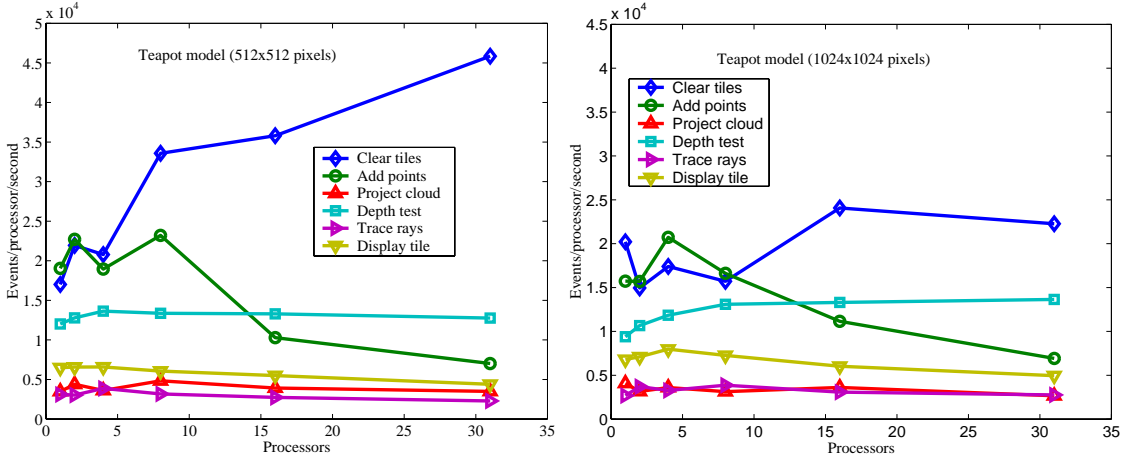 x 10⁴
5
4.5
4
3.5
3
2.5
2
1.5
1
0.5
0
Events/processor/second
Teapot model (512x512 pixels)
Clear tiles
Add points
Project cloud
Depth test
Trace rays
Display tile
0 5 10 15 20 25 30 35
Processors
x 10⁴
4.5
4
3.5
3
2.5
2
1.5
1
0.5
0
Events/processor/second
Teapot model (1024x1024 pixels)
Clear tiles
Add points
Project cloud
Depth test
Trace rays
Display tile
0 5 10 15 20 25 30 35
Processors